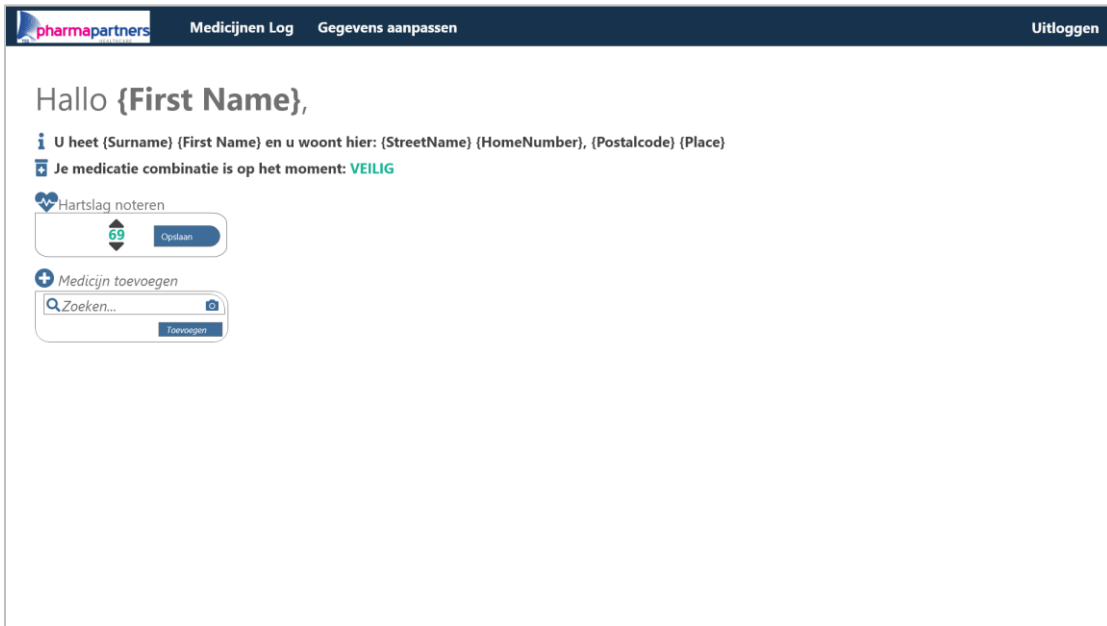 pharmapartners
HEALTHCARE
Medicijnen Log
Gegevens aanpassen
Uitloggen
Hallo {First Name},
U heet {Surname} {First Name} en u woont hier: {StreetName} {HomeNumber}, {Postalcode} {Place}
Je medicatie combinatie is op het moment: VEILIG
Hartslag noteren
69
Opslaan
Medicijn toevoegen
Zoeken...
Toevoegen